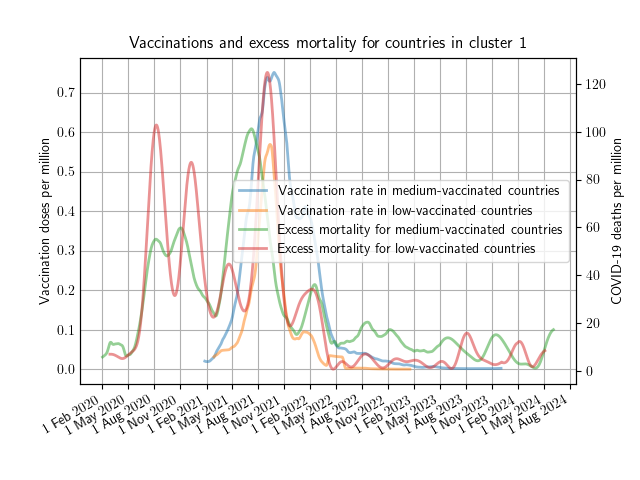 Vaccinations and excess mortality for countries in cluster 1
Vaccination doses per million
0.7
0.6
0.5
0.4
0.3
0.2
0.1
0.0
Vaccination rate in medium-vaccinated countries
Vaccination rate in low-vaccinated countries
Excess mortality for medium-vaccinated countries
Excess mortality for low-vaccinated countries
120
100
80
60
40
20
0
COVID-19 deaths per million
1 Feb 2020
1 May 2020
1 Aug 2020
1 Nov 2020
1 Feb 2021
1 May 2021
1 Aug 2021
1 Nov 2021
1 Feb 2022
1 May 2022
1 Aug 2022
1 Nov 2022
1 Feb 2023
1 May 2023
1 Aug 2023
1 Nov 2023
1 Feb 2024
1 May 2024
1 Aug 2024